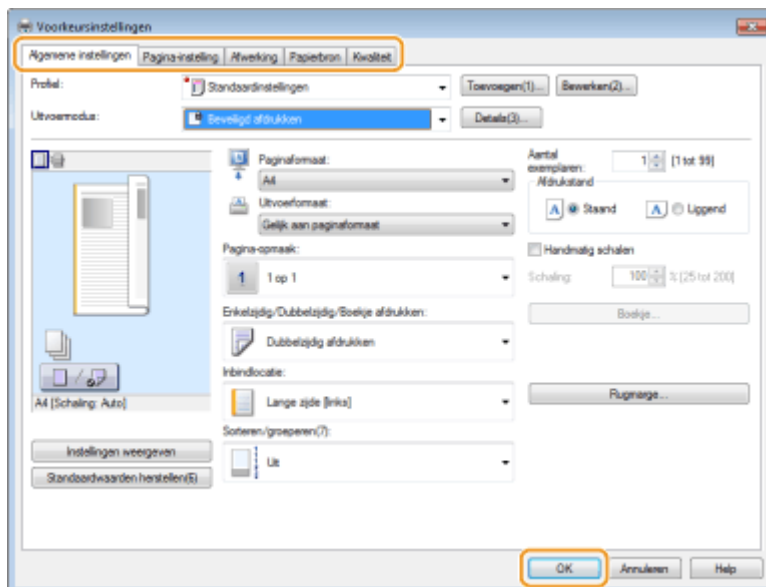 Voorkeursinstellingen
Algemene instellingen Pagina-instelling Afwerking Papierbron Kwaliteit
Profiel: Standaardinstellingen Toevoegen(1)... Bewerken(2)...
Uitvoermodus: Beveiligd afdrukken Details(3)...
Paginaformaat:
A4
Uitvoerformaat:
Gelijk aan paginaformaat
Aantal exemplaren: 1 [1 tot 99]
Afdrukstand
A Staand A Liggend
Pagina-opmaak:
1 1 op 1
Handmatig schalen
Schaling: 100 % [25 tot 200]
Enkelzijdig/Dubbelzijdig/Boekje afdrukken:
Dubbelzijdig afdrukken
Boekje...
Inbindlocatie:
Lange zijde [links]
Rugmarge...
A4 [Schaling: Auto]
Sorteren/groeperen(7):
Uit
Instellingen weergeven
Standaardwaarden herstellen(6)
OK Annuleren Help